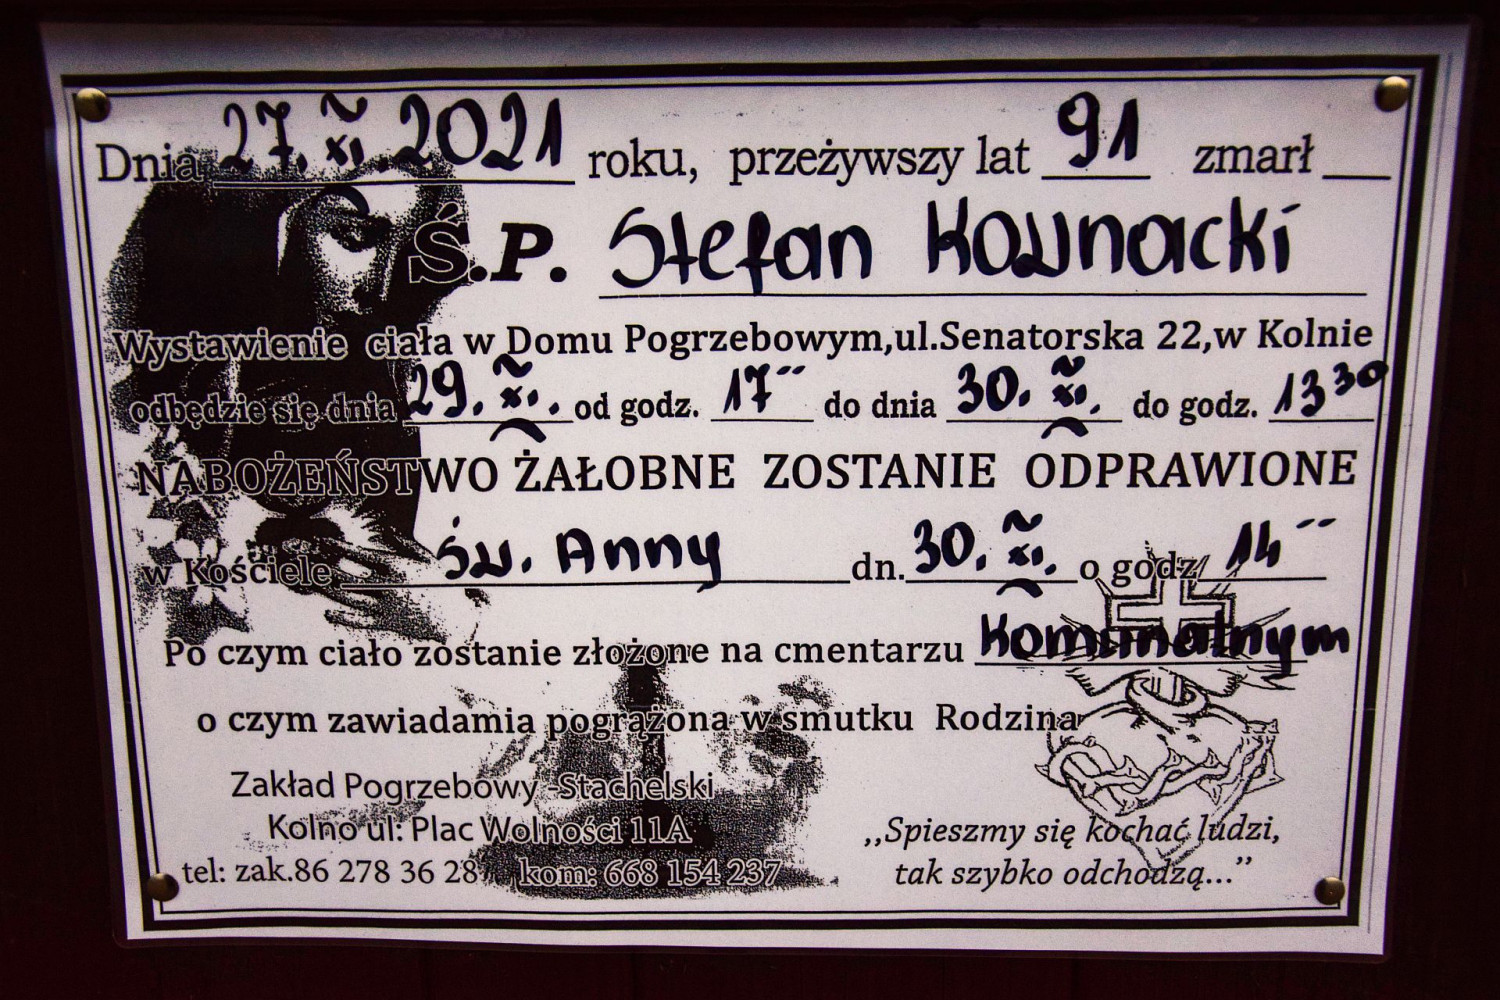 Dnia 27. XI. 2021 roku, przeżywszy lat 91 zmarł
Ś.P. Stefan Kownacki
Wystawienie ciała w Domu Pogrzebowym,ul.Senatorska 22,w Kolnie
odbędzie się dnia 29. XI. od godz. 17⁻⁻ do dnia 30. XI. do godz. 13³⁰
NABOŻEŃSTWO ŻAŁOBNE ZOSTANIE ODPRAWIONE
w Kościele Św. Anny dn. 30. XI. o godz 14⁻⁻
Po czym ciało zostanie złożone na cmentarzu Komunalnym
o czym zawiadamia pogrążona w smutku Rodzina
Zakład Pogrzebowy -Stachelski
Kolno ul: Plac Wolności 11A
tel: zak.86 278 36 28 kom: 668 154 237
,,Spieszmy się kochać ludzi,
tak szybko odchodzą...”